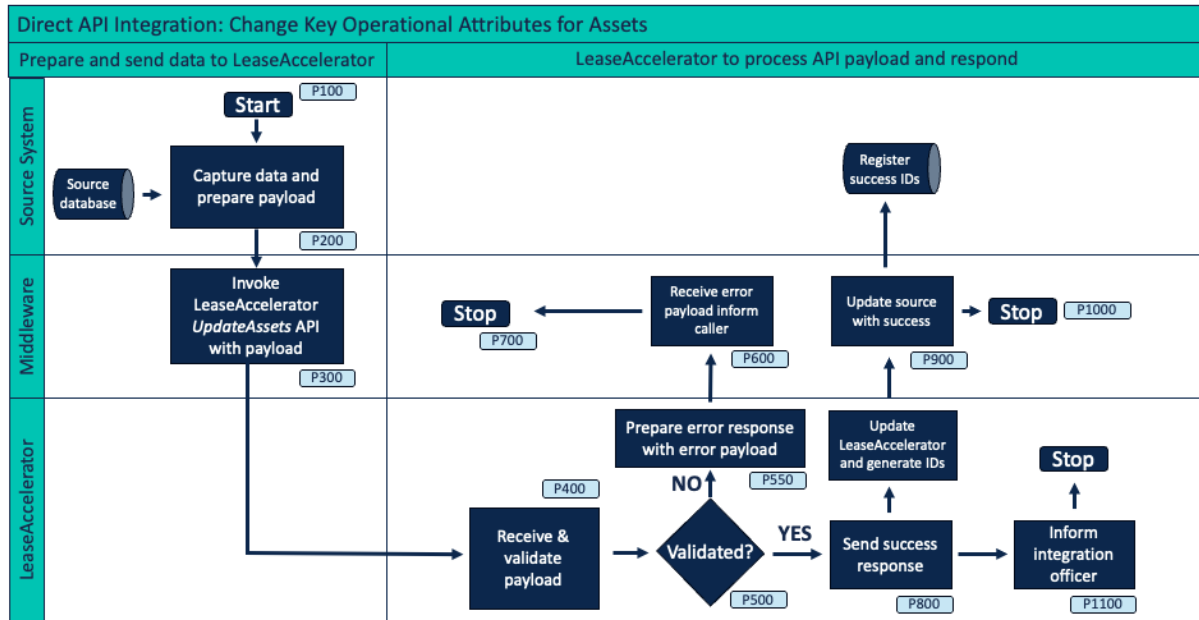 Direct API Integration: Change Key Operational Attributes for Assets
Prepare and send data to LeaseAccelerator
LeaseAccelerator to process API payload and respond
Source System
Start
P100
Source
database
Capture data and
prepare payload
P200
Register
success IDs
Middleware
Invoke
LeaseAccelerator
UpdateAssets API
with payload
P300
Stop
P700
Receive error
payload inform
caller
P600
Update source
with success
P900
Stop
P1000
LeaseAccelerator
Prepare error response
with error payload
P550
Update
LeaseAccelerator
and generate IDs
Stop
P400
Receive &
validate
payload
NO
Validated?
P500
YES
Send success
response
P800
Inform
integration
officer
P1100